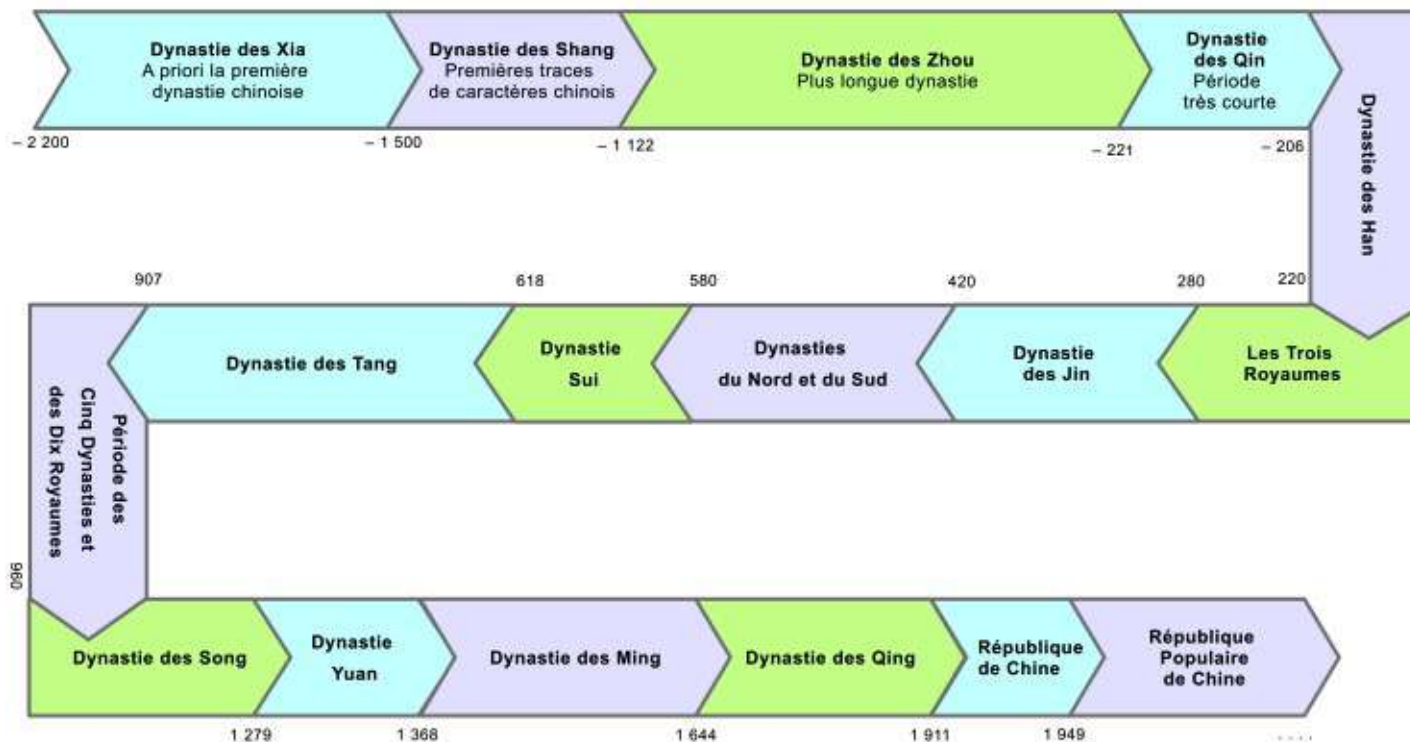 Dynastie des Xia
A priori la première
dynastie chinoise
Dynastie des Shang
Premières traces
de caractères chinois
Dynastie des Zhou
Plus longue dynastie
Dynastie
des Qin
Période
très courte
Dynastie des Han
– 2 200
– 1 500
– 1 122
– 221
– 206
907
618
580
420
280
220
Les Trois
Royaumes
Dynastie
des Jin
Dynasties
du Nord et du Sud
Dynastie
Sui
Dynastie des Tang
Période des
Cinq Dynasties et
des Dix Royaumes
960
Dynastie des Song
Dynastie
Yuan
Dynastie des Ming
Dynastie des Qing
République
de Chine
République
Populaire
de Chine
1 279
1 368
1 644
1 911
1 949
....